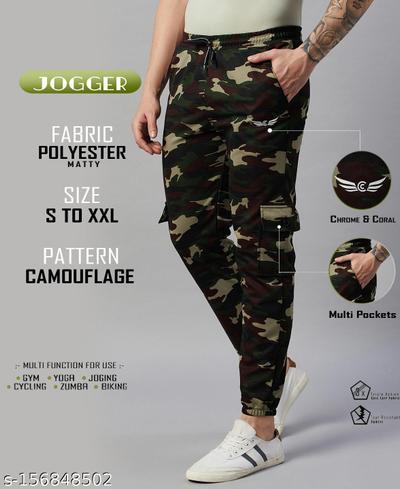 JOGGER
FABRIC
POLYESTER
MATTY
SIZE
S TO XXL
PATTERN
CAMOUFLAGE
C
CHROME & CORAL
Multi Pockets
:- MULTI FUNCTION FOR USE :-
• GYM • YOGA • JOGING
• CYCLING • ZUMBA • BIKING
Fabric
s-156848502